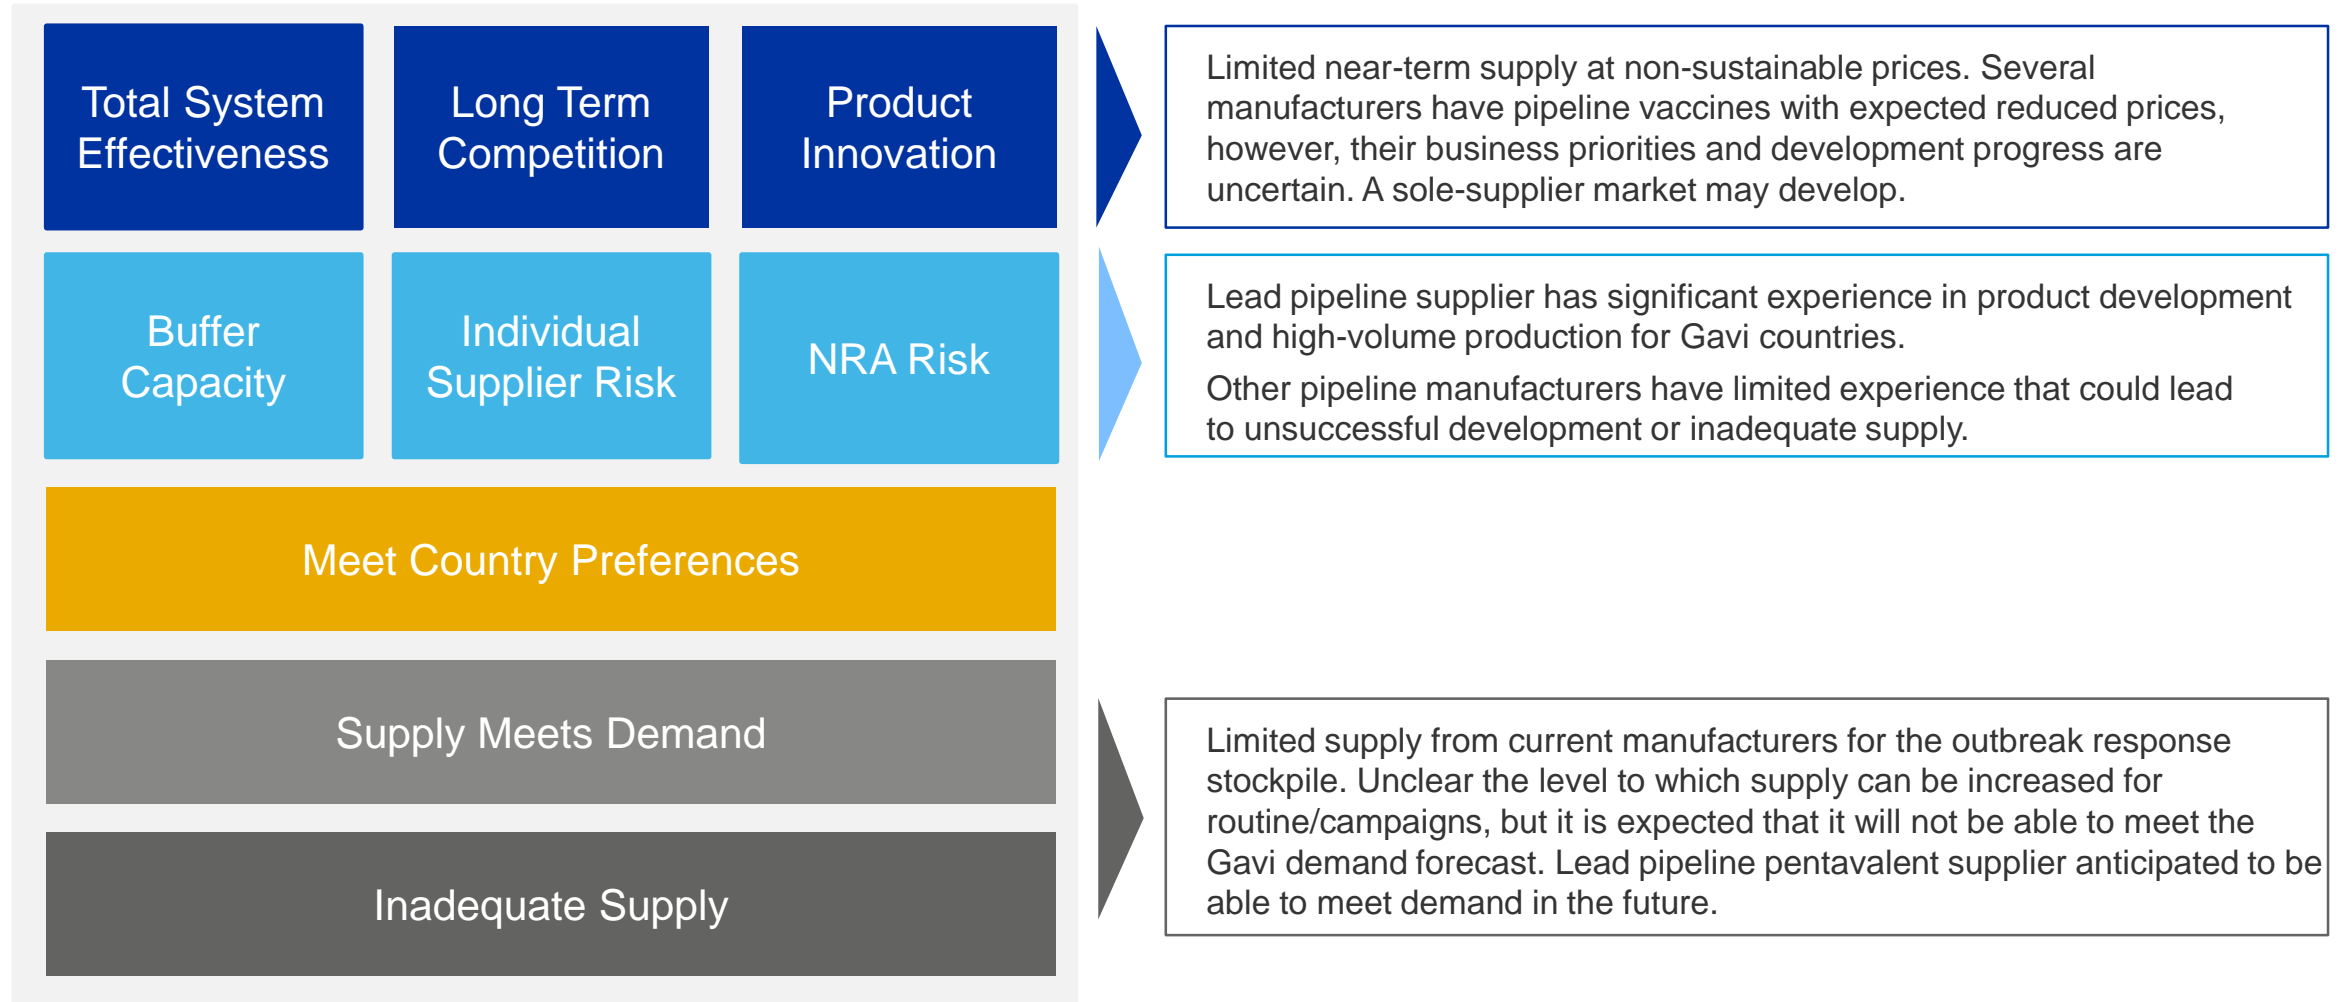 Total System
Effectiveness
Long Term
Competition
Product
Innovation
Limited near-term supply at non-sustainable prices. Several
manufacturers have pipeline vaccines with expected reduced prices,
however, their business priorities and development progress are
uncertain. A sole-supplier market may develop.
Buffer
Capacity
Individual
Supplier Risk
NRA Risk
Lead pipeline supplier has significant experience in product development
and high-volume production for Gavi countries.
Other pipeline manufacturers have limited experience that could lead
to unsuccessful development or inadequate supply.
Meet Country Preferences
Supply Meets Demand
Inadequate Supply
Limited supply from current manufacturers for the outbreak response
stockpile. Unclear the level to which supply can be increased for
routine/campaigns, but it is expected that it will not be able to meet the
Gavi demand forecast. Lead pipeline pentavalent supplier anticipated to be
able to meet demand in the future.